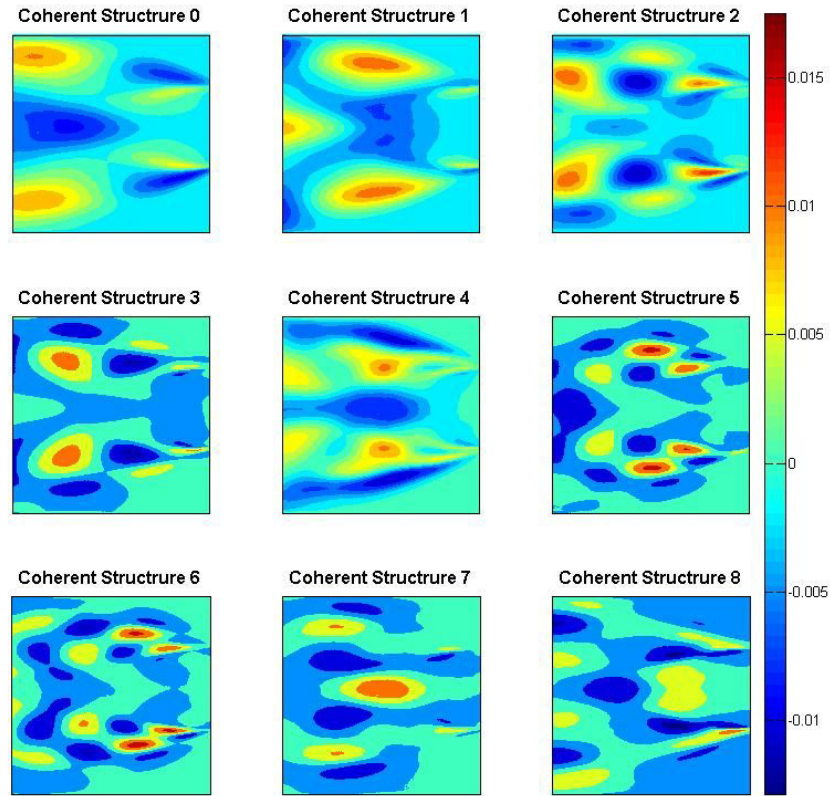 Coherent Structrure 0
Coherent Structrure 1
Coherent Structrure 2
0.015
0.01
0.005
0
-0.005
-0.01
Coherent Structrure 3
Coherent Structrure 4
Coherent Structrure 5
Coherent Structrure 6
Coherent Structrure 7
Coherent Structrure 8